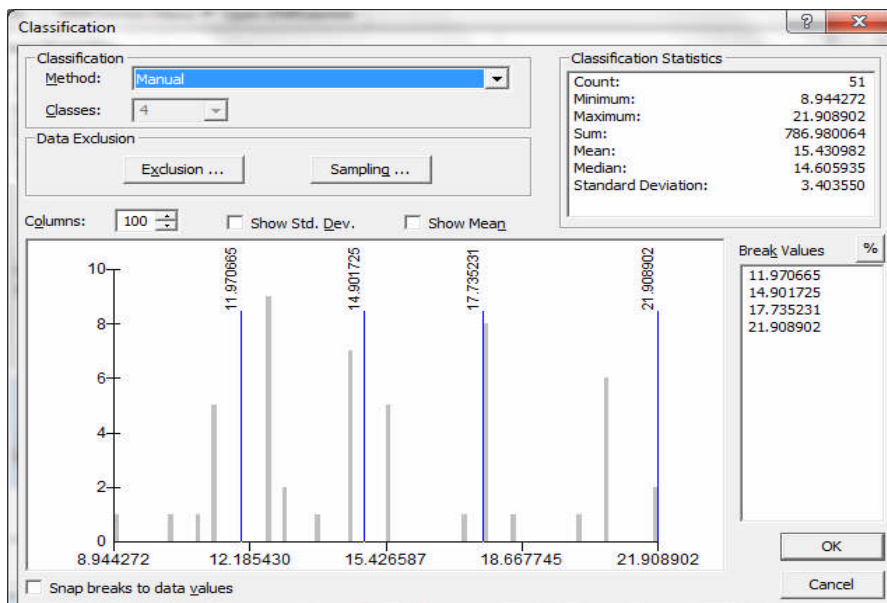 Classification
Classification
Method: Manual
Classes: 4
Data Exclusion
Exclusion ...
Sampling ...
Classification Statistics
Count: 51
Minimum: 8.944272
Maximum: 21.908902
Sum: 786.980064
Mean: 15.430982
Median: 14.605935
Standard Deviation: 3.403550
Columns: 100
Show Std. Dev.
Show Mean
Break Values
%
11.970665
14.901725
17.735231
21.908902
11.970665
14.901725
17.735231
21.908902
10
8
6
4
2
0
8.944272
12.185430
15.426587
18.667745
21.908902
Snap breaks to data values
OK
Cancel